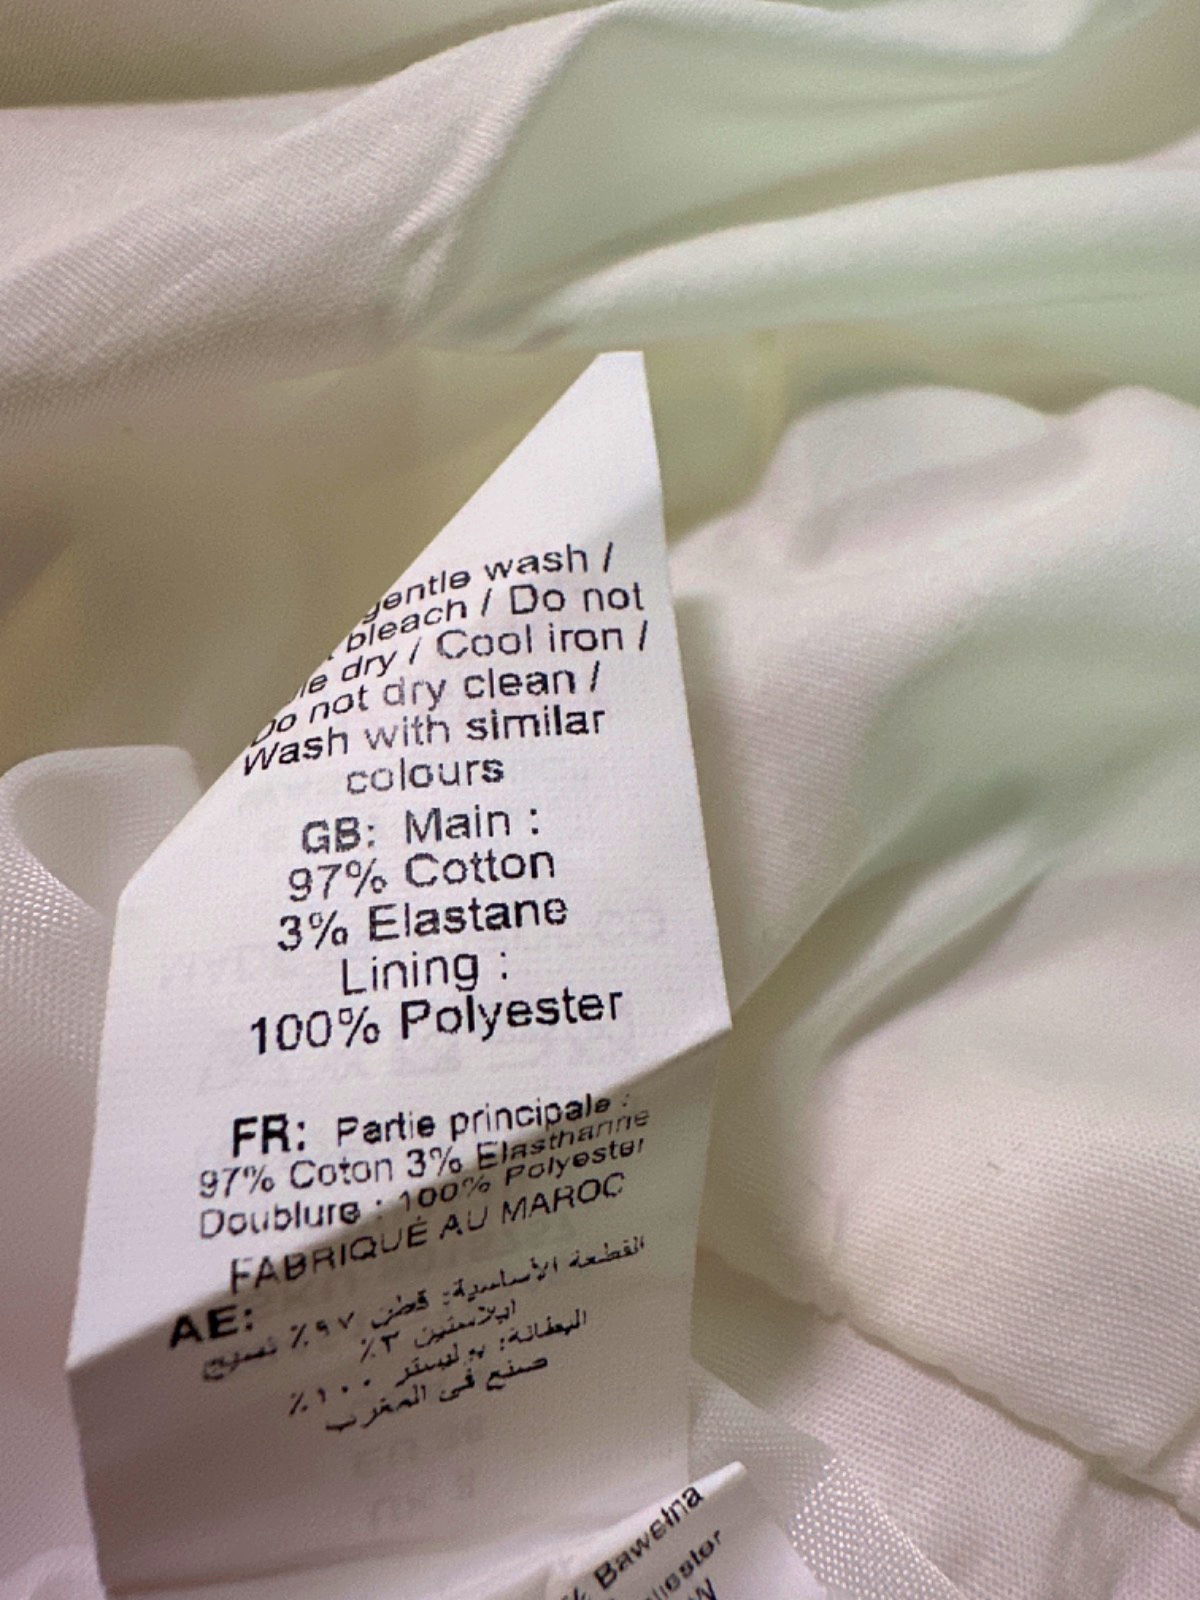 gentle wash /
bleach / Do not
dry / Cool iron /
Do not dry clean /
Wash with similar
colours
GB: Main :
97% Cotton
3% Elastane
Lining :
100% Polyester
FR: Partie principale :
97% Coton 3% Elasthanne
Doublure : 100% Polyester
FABRIQUÉ AU MAROC
AE: القطعة الأساسية: قطن ٩٧٪ نسيج
ايلاستين ٣٪
البطانة: بوليستر ١٠٠٪
صنع في المغرب
% Bawełna